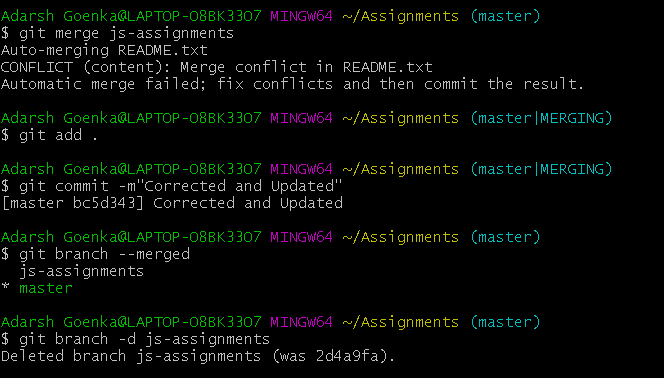 Adarsh Goenka@LAPTOP-O8BK33O7 MINGW64 ~/Assignments (master)
$ git merge js-assignments
Auto-merging README.txt
CONFLICT (content): Merge conflict in README.txt
Automatic merge failed; fix conflicts and then commit the result.
Adarsh Goenka@LAPTOP-O8BK33O7 MINGW64 ~/Assignments (master|MERGING)
$ git add .
Adarsh Goenka@LAPTOP-O8BK33O7 MINGW64 ~/Assignments (master|MERGING)
$ git commit -m"Corrected and Updated"
[master bc5d343] Corrected and Updated
Adarsh Goenka@LAPTOP-O8BK33O7 MINGW64 ~/Assignments (master)
$ git branch --merged
  js-assignments
* master
Adarsh Goenka@LAPTOP-O8BK33O7 MINGW64 ~/Assignments (master)
$ git branch -d js-assignments
Deleted branch js-assignments (was 2d4a9fa).